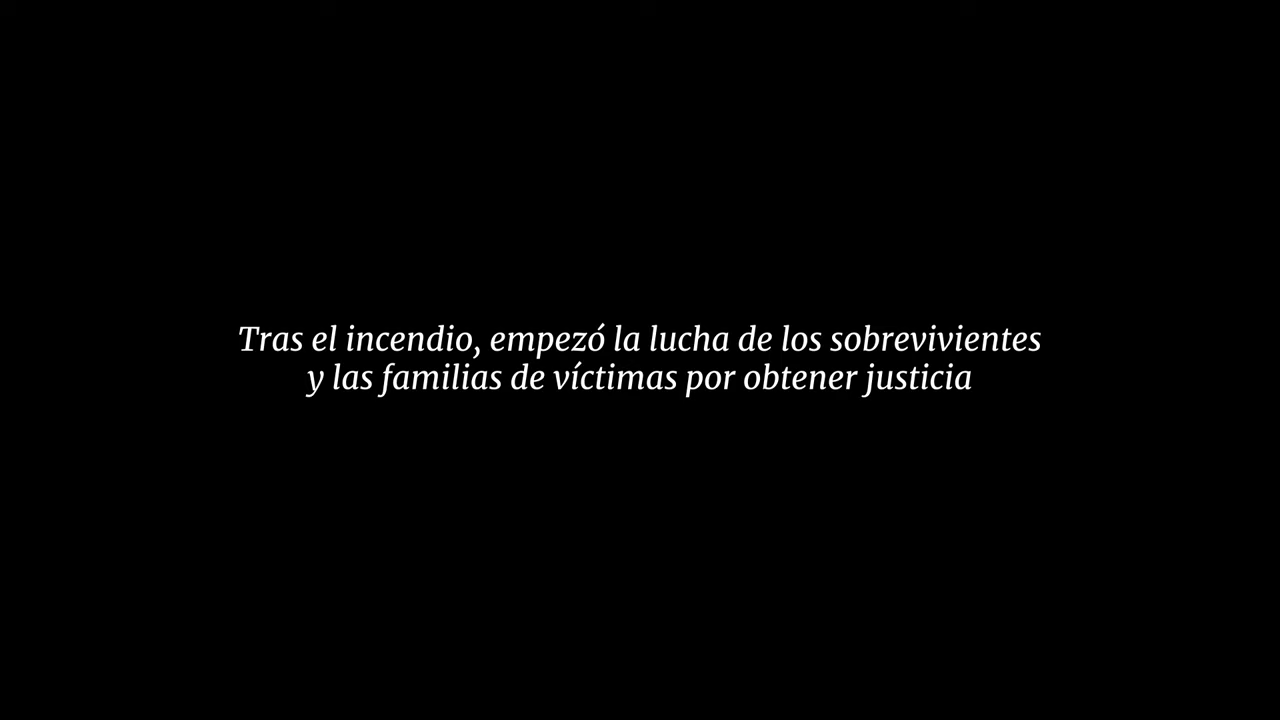 Tras el incendio, empezó la lucha de los sobrevivientes
y las familias de víctimas por obtener justicia